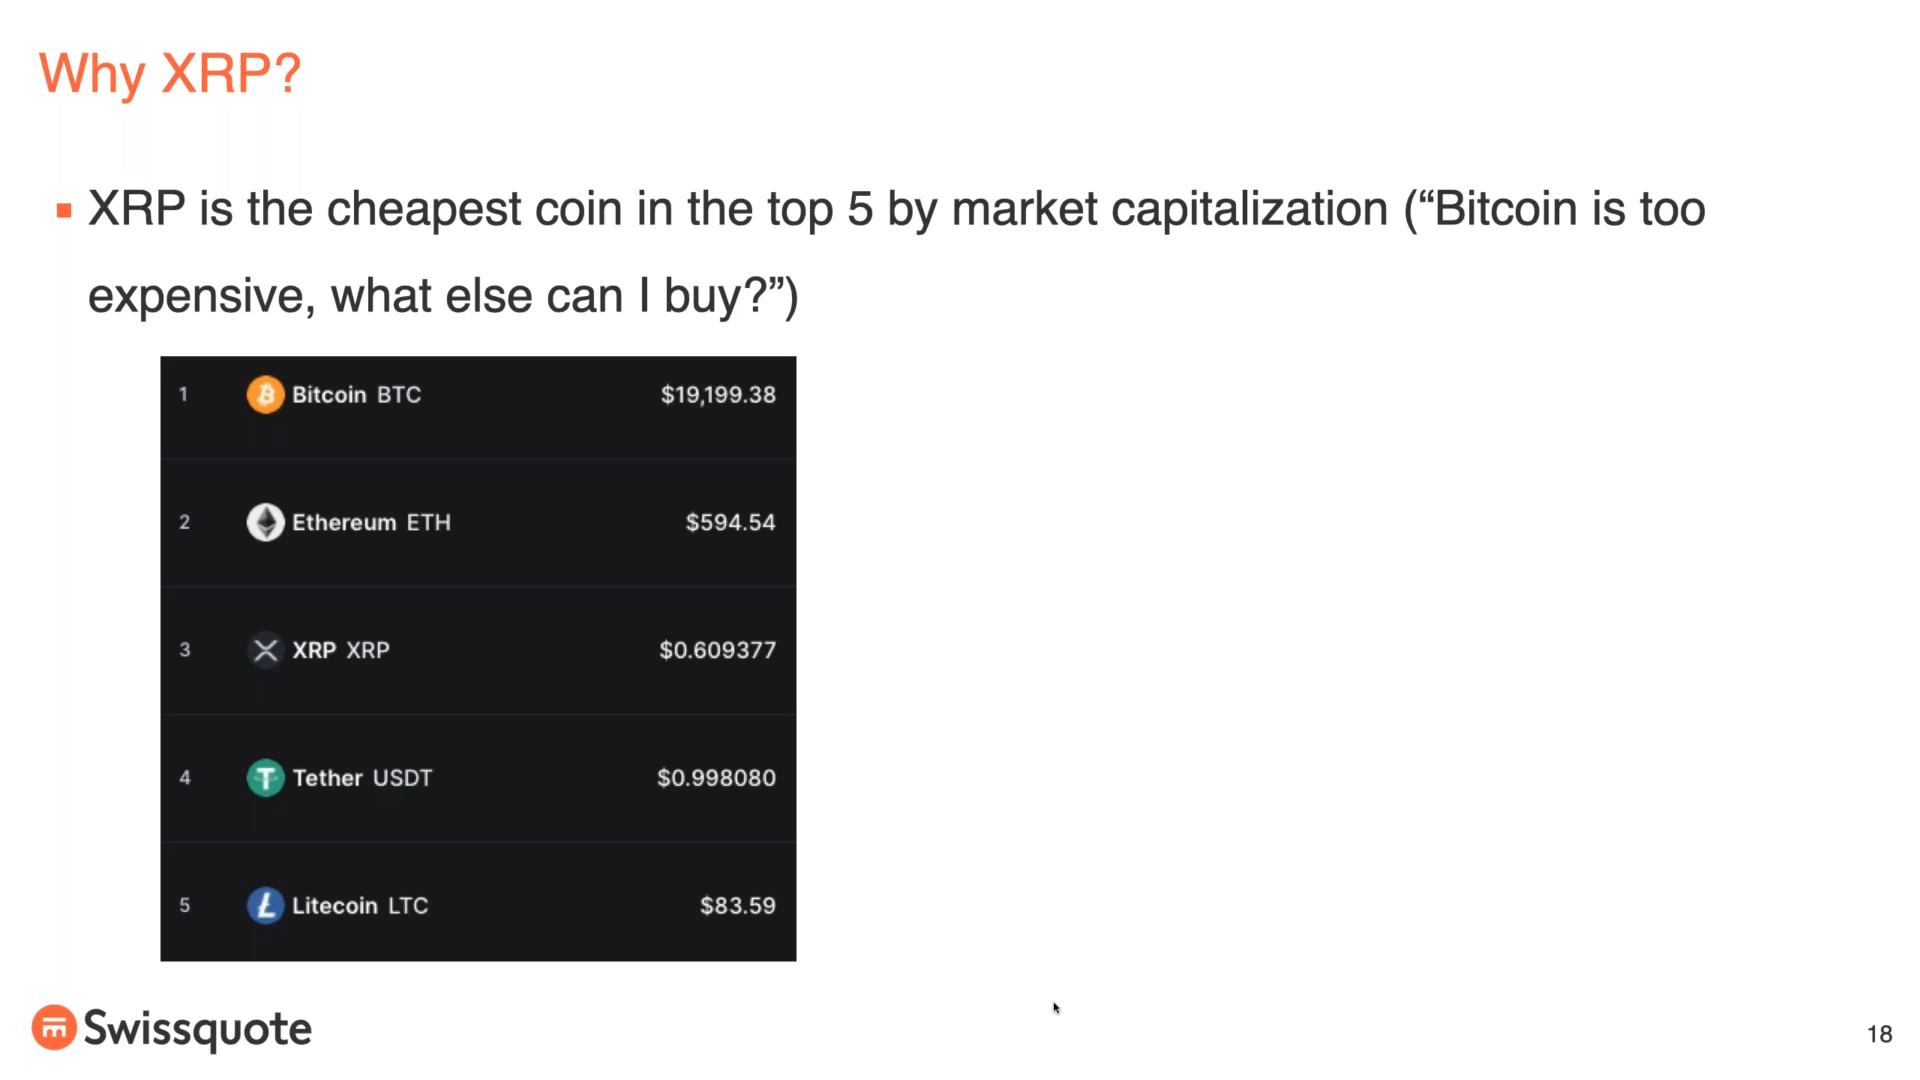 Why XRP?
XRP is the cheapest coin in the top 5 by market capitalization (“Bitcoin is too
expensive, what else can I buy?”)
1 Bitcoin BTC $19,199.38
2 Ethereum ETH $594.54
3 XRP XRP $0.609377
4 Tether USDT $0.998080
5 Litecoin LTC $83.59
Swissquote
18